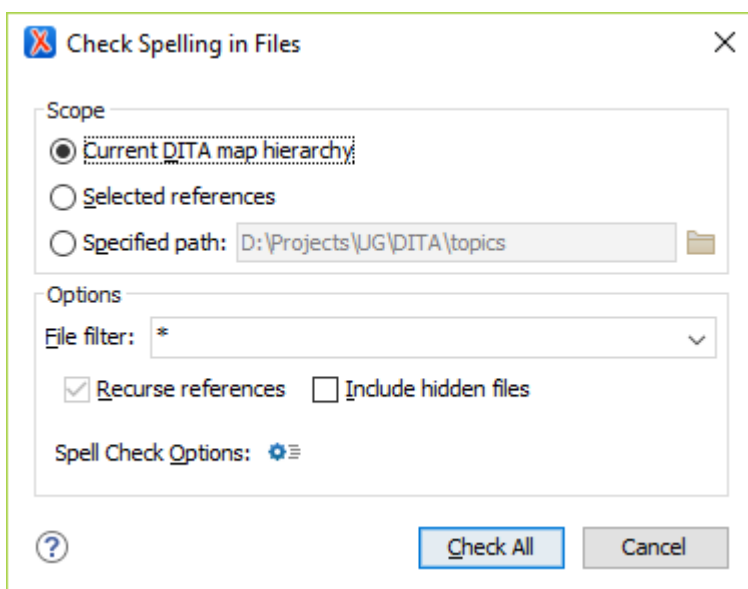 Check Spelling in Files
Scope
Current DITA map hierarchy
Selected references
Specified path: D:\Projects\UG\DITA\topics
Options
File filter: *
Recurse references Include hidden files
Spell Check Options:
? Check All Cancel